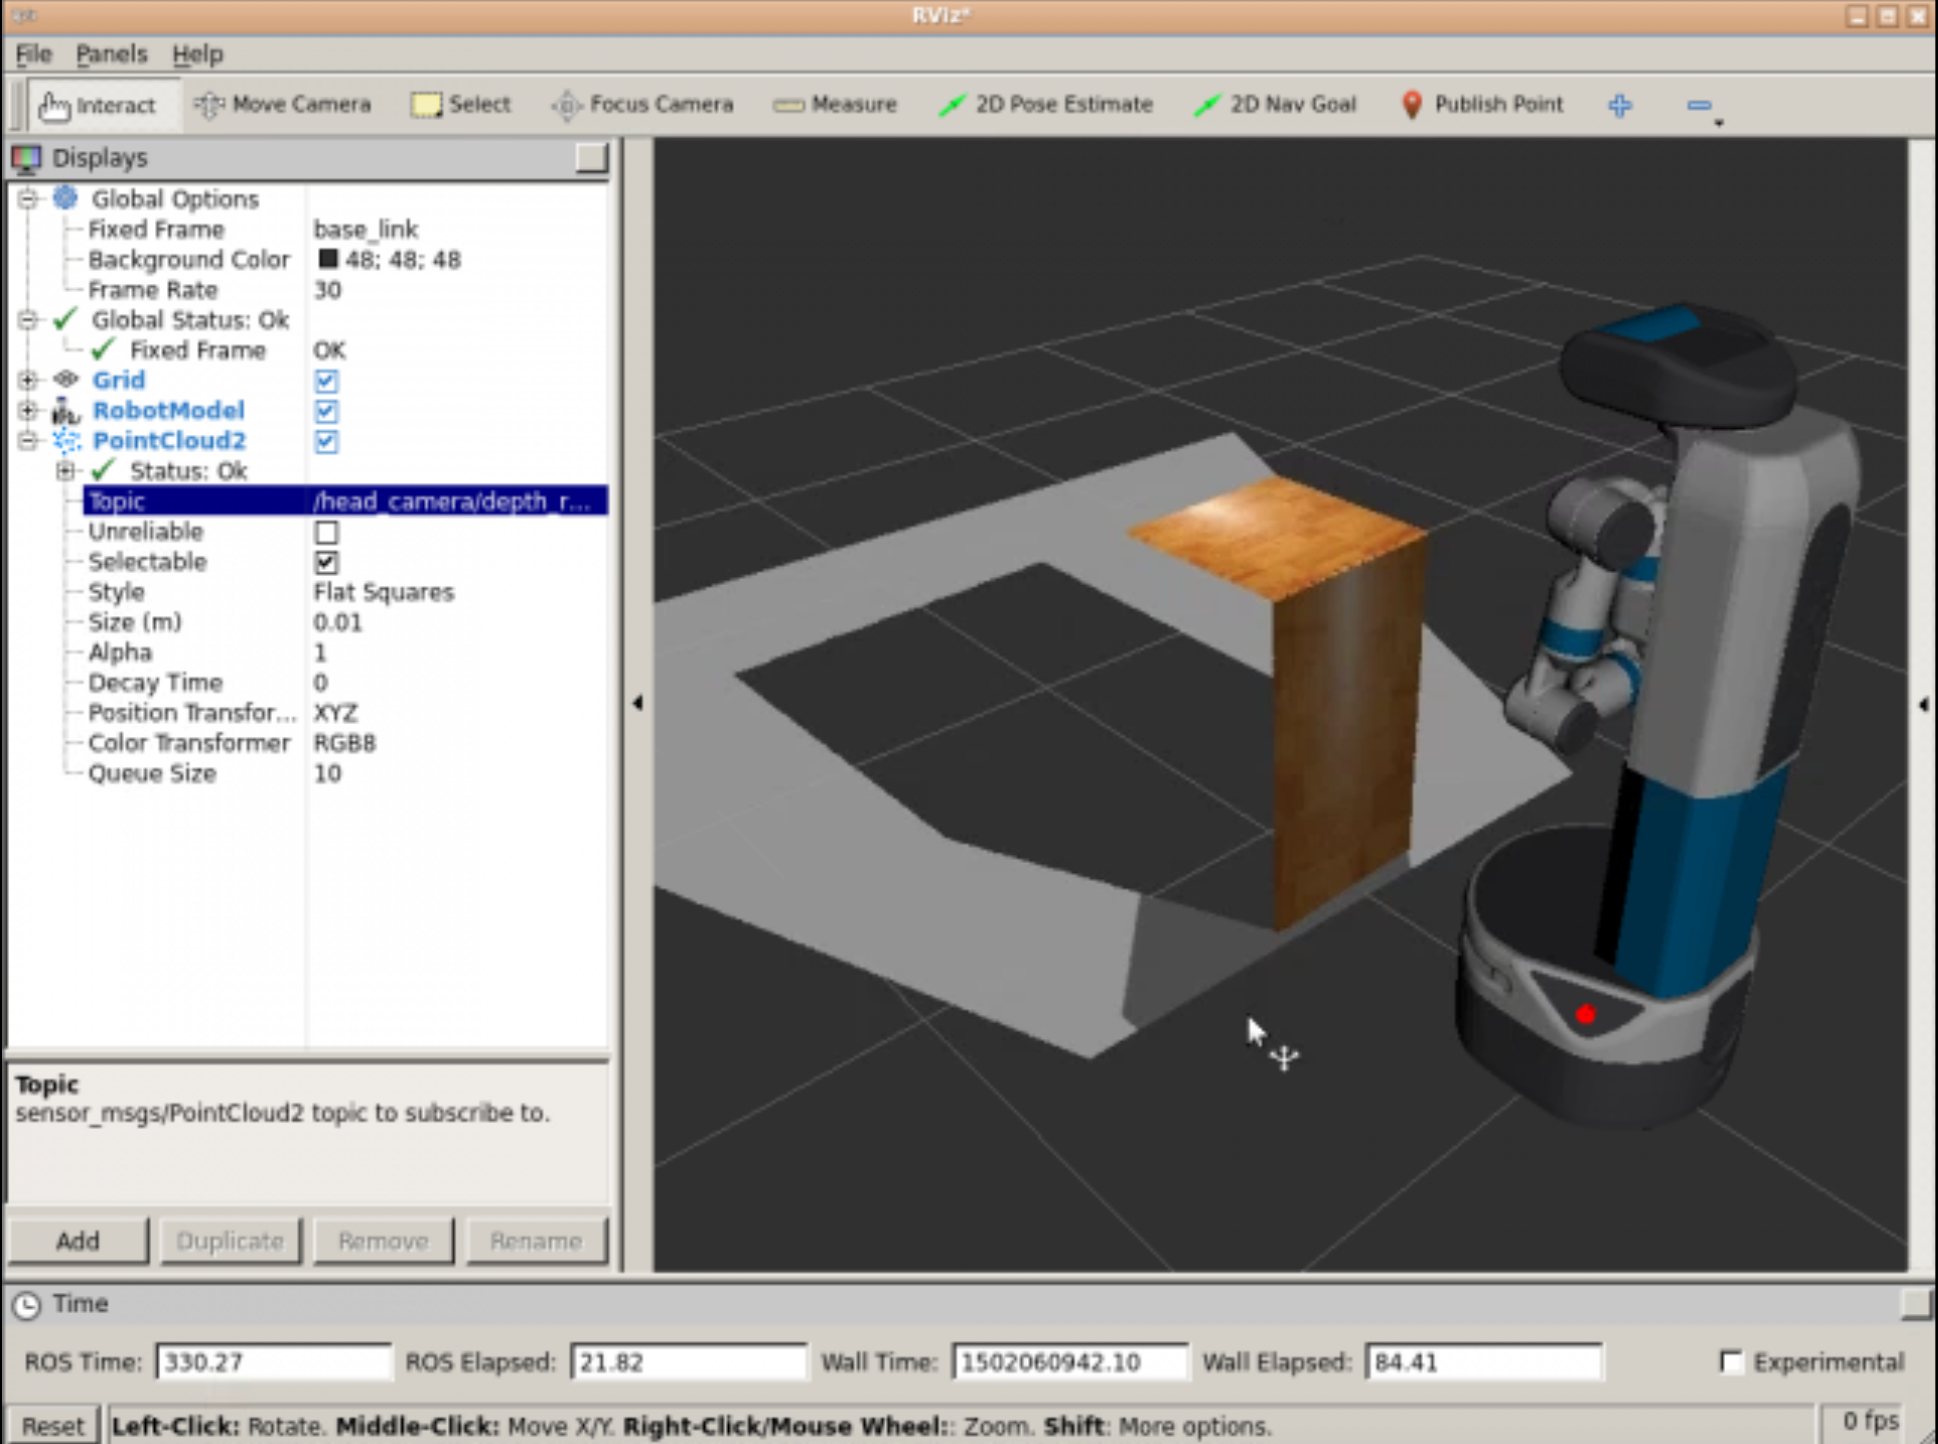 RViz*
File Panels Help
Interact Move Camera Select Focus Camera Measure 2D Pose Estimate 2D Nav Goal Publish Point
Displays
Global Options
Fixed Frame base_link
Background Color 48; 48; 48
Frame Rate 30
Global Status: Ok
Fixed Frame OK
Grid
RobotModel
PointCloud2
Status: Ok
Topic /head_camera/depth_r...
Unreliable
Selectable
Style Flat Squares
Size (m) 0.01
Alpha 1
Decay Time 0
Position Transfor... XYZ
Color Transformer RGB8
Queue Size 10
Topic
sensor_msgs/PointCloud2 topic to subscribe to.
Add Duplicate Remove Rename
Time
ROS Time: 330.27 ROS Elapsed: 21.82 Wall Time: 1502060942.10 Wall Elapsed: 84.41 Experimental
Reset Left-Click: Rotate. Middle-Click: Move X/Y. Right-Click/Mouse Wheel:: Zoom. Shift: More options. 0 fps